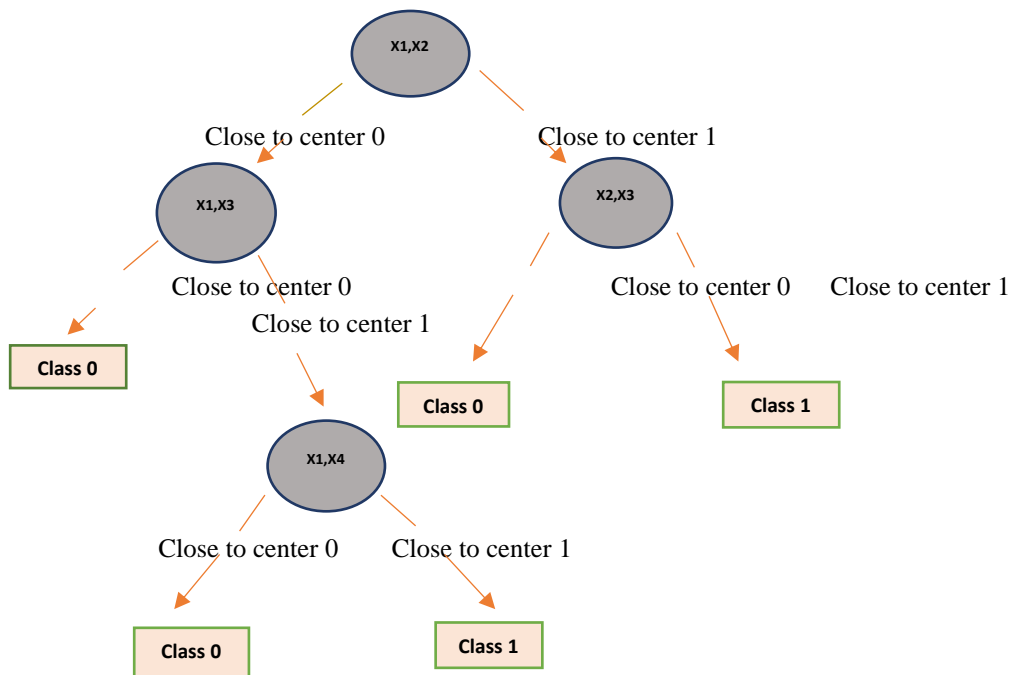 X1,X2
Close to center 0
Close to center 1
X1,X3
X2,X3
Close to center 0
Close to center 0
Close to center 1
Close to center 1
Class 0
Class 0
Class 1
X1,X4
Close to center 0
Close to center 1
Class 0
Class 1